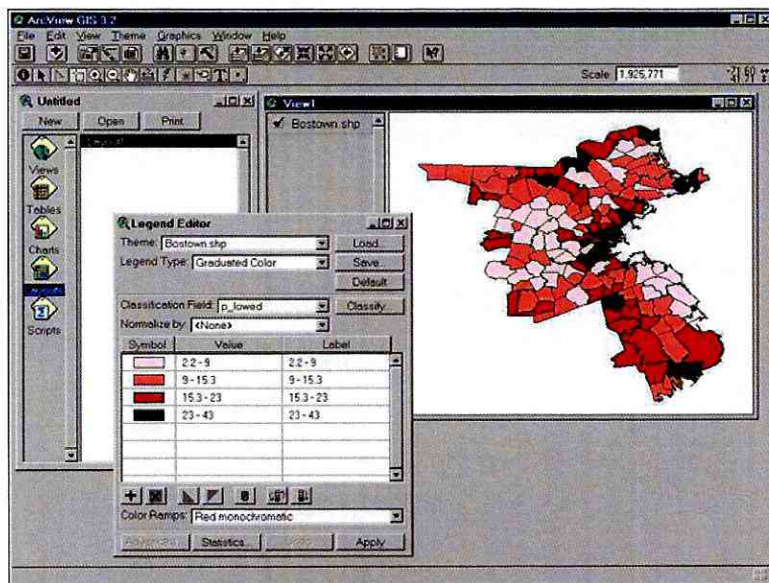 ArcView GIS 3.2
File Edit View Theme Graphics Window Help
Scale 1,925,771
Untitled
New Open Print
Views
Tables
Charts
Scripts
View1
Bostown.shp
Legend Editor
Theme: Bostown.shp
Load...
Legend Type: Graduated Color
Save...
Default
Classification Field: p_lowed
Classify...
Normalize by: <None>
Symbol Value Label
2.2 - 9 2.2 - 9
9 - 15.3 9 - 15.3
15.3 - 23 15.3 - 23
23 - 43 23 - 43
Color Ramps: Red monochromatic
Advanced... Statistics... Undo Apply